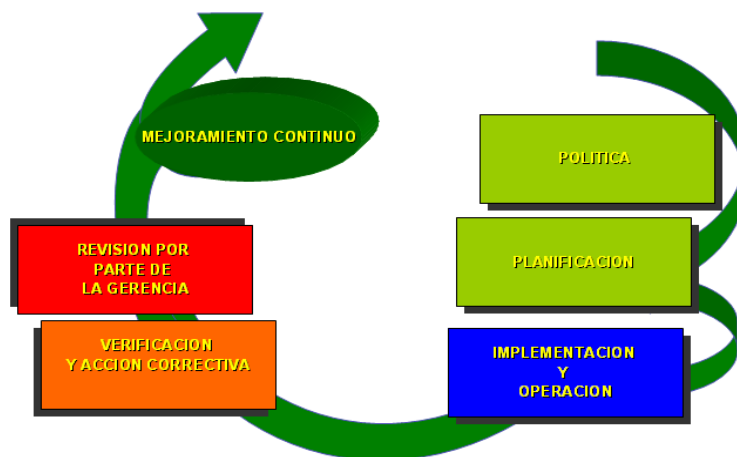 MEJORAMIENTO CONTINUO
POLITICA
PLANIFICACION
IMPLEMENTACION
Y
OPERACION
VERIFICACION
Y ACCION CORRECTIVA
REVISION POR
PARTE DE
LA GERENCIA